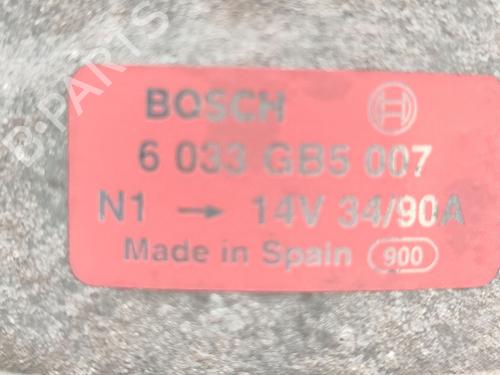 B-PARTS
BOSCH
6 033 GB5 007
N1 → 14V 34/90A
Made in Spain 900